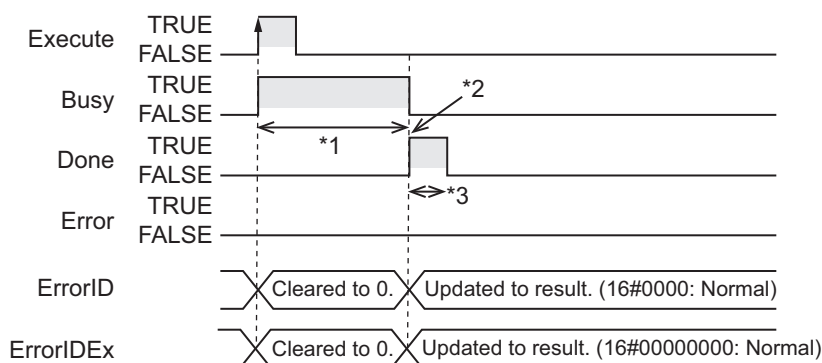 Execute TRUE
FALSE
Busy TRUE
FALSE
*1
*2
Done TRUE
FALSE
*3
Error TRUE
FALSE
ErrorID Cleared to 0. Updated to result. (16#0000: Normal)
ErrorIDEx Cleared to 0. Updated to result. (16#00000000: Normal)